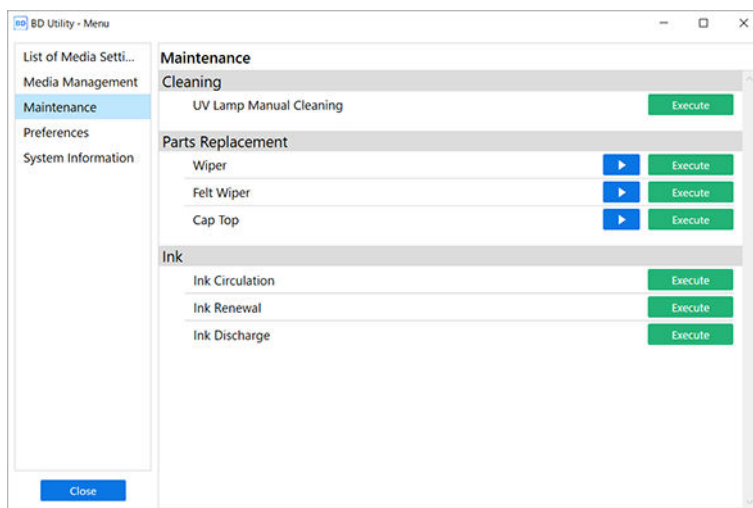 BD BD Utility - Menu
List of Media Setti...
Media Management
Maintenance
Preferences
System Information
Close
Maintenance
Cleaning
UV Lamp Manual Cleaning Execute
Parts Replacement
Wiper Execute
Felt Wiper Execute
Cap Top Execute
Ink
Ink Circulation Execute
Ink Renewal Execute
Ink Discharge Execute